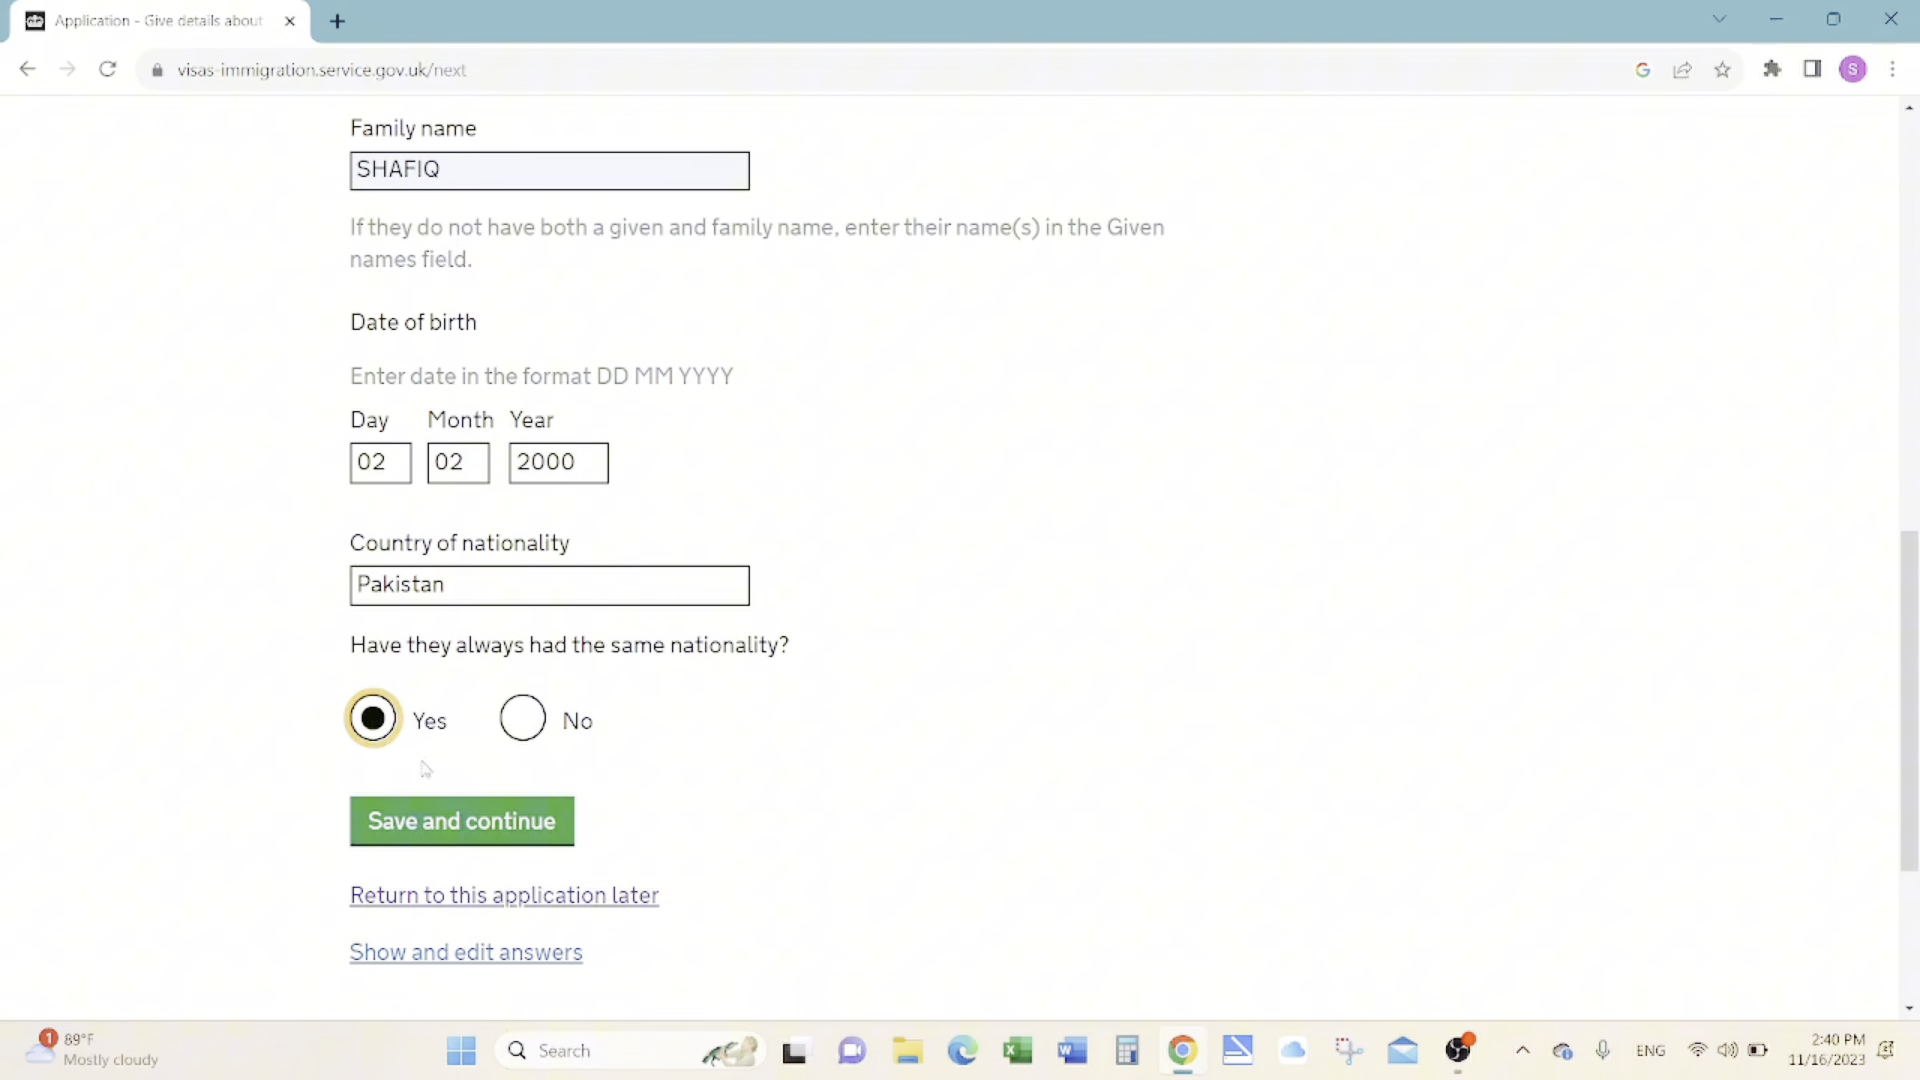 Application - Give details about
visas-immigration.service.gov.uk/next
S
Family name
SHAFIQ
If they do not have both a given and family name, enter their name(s) in the Given
names field.
Date of birth
Enter date in the format DD MM YYYY
Day Month Year
02 02 2000
Country of nationality
Pakistan
Have they always had the same nationality?
Yes No
Save and continue
Return to this application later
Show and edit answers
1 89°F
Mostly cloudy
Search
ENG
2:40 PM
11/16/2023